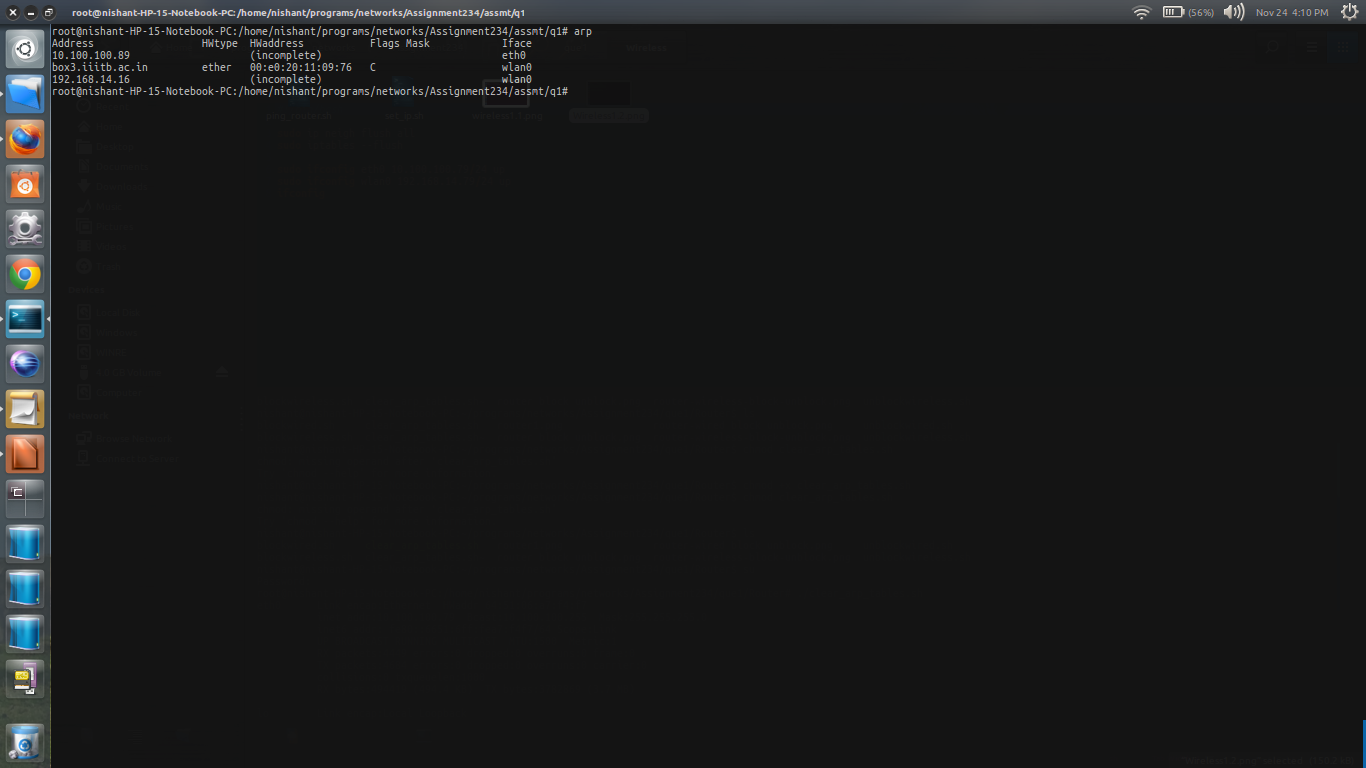 root@nishant-HP-15-Notebook-PC:/home/nishant/programs/networks/Assignment234/assmt/q1
(56%) Nov 24 4:10 PM
root@nishant-HP-15-Notebook-PC:/home/nishant/programs/networks/Assignment234/assmt/q1# arp
Address HWtype HWaddress Flags Mask Iface
10.100.100.89 (incomplete) eth0
box3.iiitb.ac.in ether 00:e0:20:11:09:76 C wlan0
192.168.14.16 (incomplete) wlan0
root@nishant-HP-15-Notebook-PC:/home/nishant/programs/networks/Assignment234/assmt/q1#